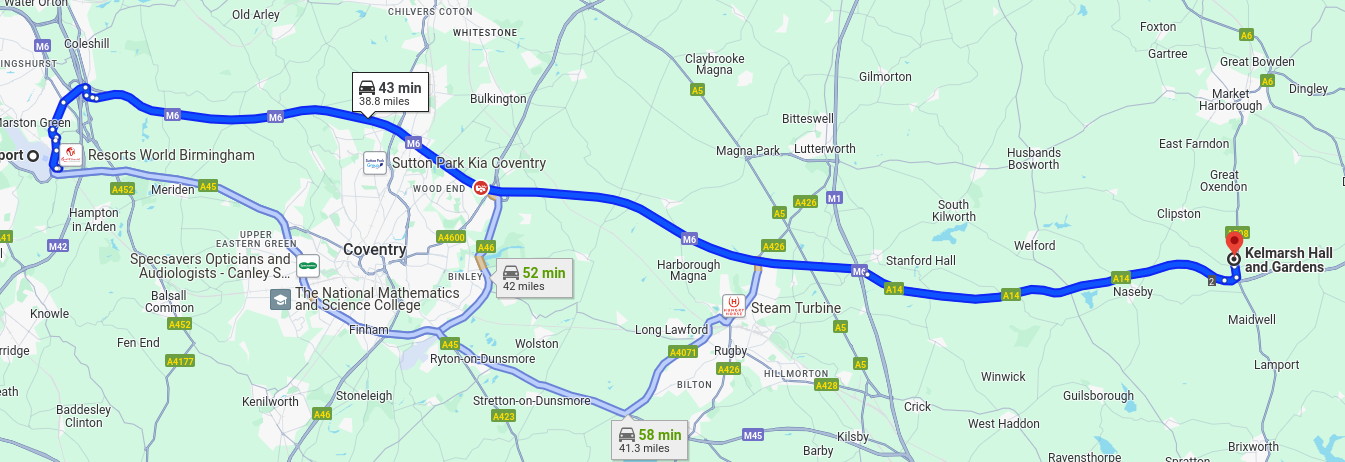 Water Orton
Old Arley
CHILVERS COTON
WHITESTONE
Foxton
A6
M6
Coleshill
Gartree
Great Bowden
INGSHURST
Claybrooke
Magna
Gilmorton
A6
Dingley
43 min
38.8 miles
A5
Market
Harborough
Bulkington
M6
M6
Marston Green
Bitteswell
M6
East Farndon
port
Resorts World Birmingham
Sutton Park Kia Coventry
Magna Park
Lutterworth
Husbands
Bosworth
A452
Meriden
A45
WOOD END
Great
Oxendon
A426
M1
Hampton
in Arden
A5
South
Kilworth
Clipston
41
M42
UPPER
EASTERN GREEN
A4600
M6
A508
Coventry
A46
A426
Welford
Kelmarsh Hall
and Gardens
Specsavers Opticians and
Audiologists - Canley S...
BINLEY
52 min
42 miles
Harborough
Magna
M6
Stanford Hall
A14
2
Balsall
Common
The National Mathematics
and Science College
A14
A14
Naseby
Knowle
A452
Finham
Long Lawford
HUNGRY
HORSE
Steam Turbine
Maidwell
Fen End
A45
Wolston
A5
rridge
A4177
Ryton-on-Dunsmore
A4071
Rugby
A5
Lamport
A426
HILLMORTON
BILTON
A428
Winwick
Stoneleigh
Stretton-on-Dunsmore
Guilsborough
eath
Kenilworth
A46
A423
Crick
Baddesley
Clinton
58 min
41.3 miles
M45
Kilsby
West Haddon
Barby
Brixworth
Ravensthorpe
Spratton